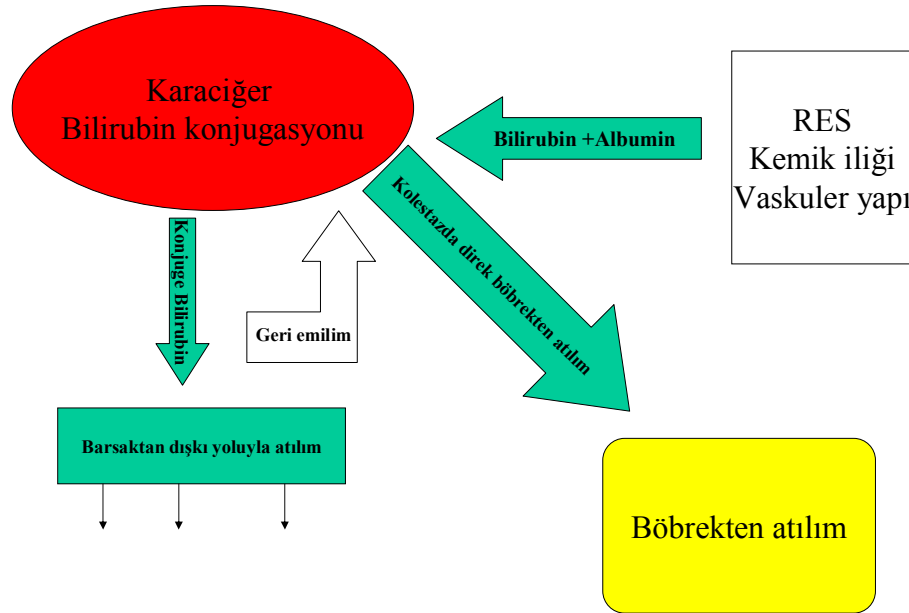 Karaciğer
Bilirubin konjugasyonu
Bilirubin +Albumin
RES
Kemik iliği
Vaskuler yapı
Konjuge Bilirubin
Geri emilim
Kolestazda direk böbrekten atılım
Barsaktan dışkı yoluyla atılım
Böbrekten atılım